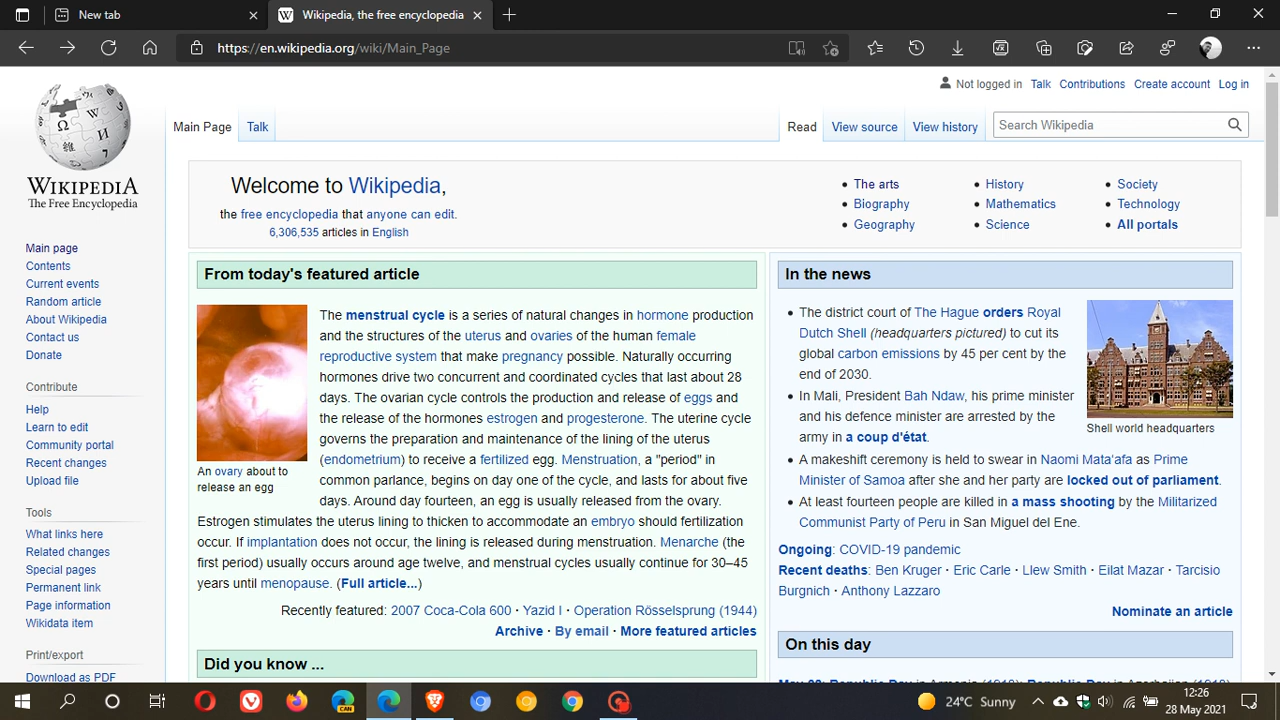 New tab
Wikipedia, the free encyclopedia
https://en.wikipedia.org/wiki/Main_Page
Not logged in Talk Contributions Create account Log in
Main Page Talk
Read View source View history
Search Wikipedia
WIKIPEDIA
The Free Encyclopedia
Main page
Contents
Current events
Random article
About Wikipedia
Contact us
Donate
Contribute
Help
Learn to edit
Community portal
Recent changes
Upload file
Tools
What links here
Related changes
Special pages
Permanent link
Page information
Wikidata item
Print/export
Download as PDF
Welcome to Wikipedia,
the free encyclopedia that anyone can edit.
6,306,535 articles in English
The arts
Biography
Geography
History
Mathematics
Science
Society
Technology
All portals
From today's featured article
The menstrual cycle is a series of natural changes in hormone production
and the structures of the uterus and ovaries of the human female
reproductive system that make pregnancy possible. Naturally occurring
hormones drive two concurrent and coordinated cycles that last about 28
days. The ovarian cycle controls the production and release of eggs and
the release of the hormones estrogen and progesterone. The uterine cycle
governs the preparation and maintenance of the lining of the uterus
(endometrium) to receive a fertilized egg. Menstruation, a "period" in
common parlance, begins on day one of the cycle, and lasts for about five
days. Around day fourteen, an egg is usually released from the ovary.
An ovary about to
release an egg
Estrogen stimulates the uterus lining to thicken to accommodate an embryo should fertilization
occur. If implantation does not occur, the lining is released during menstruation. Menarche (the
first period) usually occurs around age twelve, and menstrual cycles usually continue for 30–45
years until menopause. (Full article...)
Recently featured: 2007 Coca-Cola 600 · Yazid I · Operation Rösselsprung (1944)
Archive · By email · More featured articles
Did you know ...
In the news
The district court of The Hague orders Royal
Dutch Shell (headquarters pictured) to cut its
global carbon emissions by 45 per cent by the
end of 2030.
Shell world headquarters
In Mali, President Bah Ndaw, his prime minister
and his defence minister are arrested by the
army in a coup d'état.
A makeshift ceremony is held to swear in Naomi Mataʻafa as Prime
Minister of Samoa after she and her party are locked out of parliament.
At least fourteen people are killed in a mass shooting by the Militarized
Communist Party of Peru in San Miguel del Ene.
Ongoing: COVID-19 pandemic
Recent deaths: Ben Kruger · Eric Carle · Llew Smith · Eilat Mazar · Tarcisio
Burgnich · Anthony Lazzaro
Nominate an article
On this day
May 28: Republic Day in Armenia (1918); Republic Day in Azerbaijan (1918)
CAN
24°C Sunny
12:26
28 May 2021